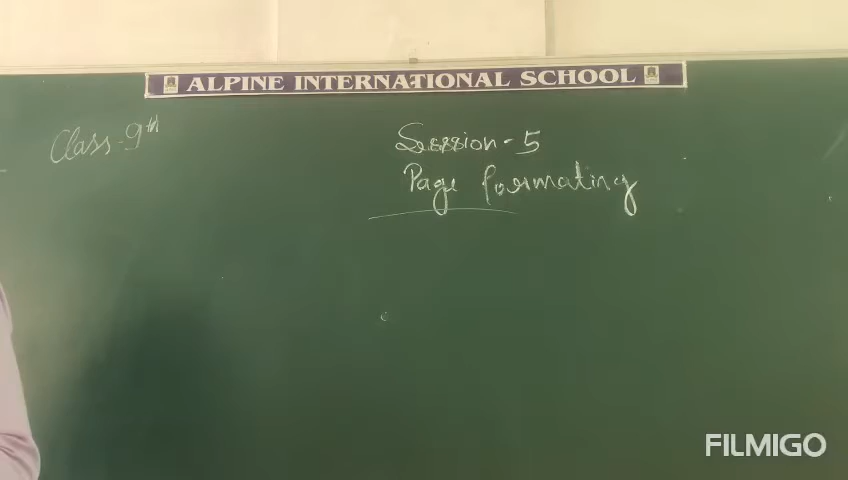 ALPINE INTERNATIONAL SCHOOL
Class-9th
Session-5
Page formating
FILMIGO